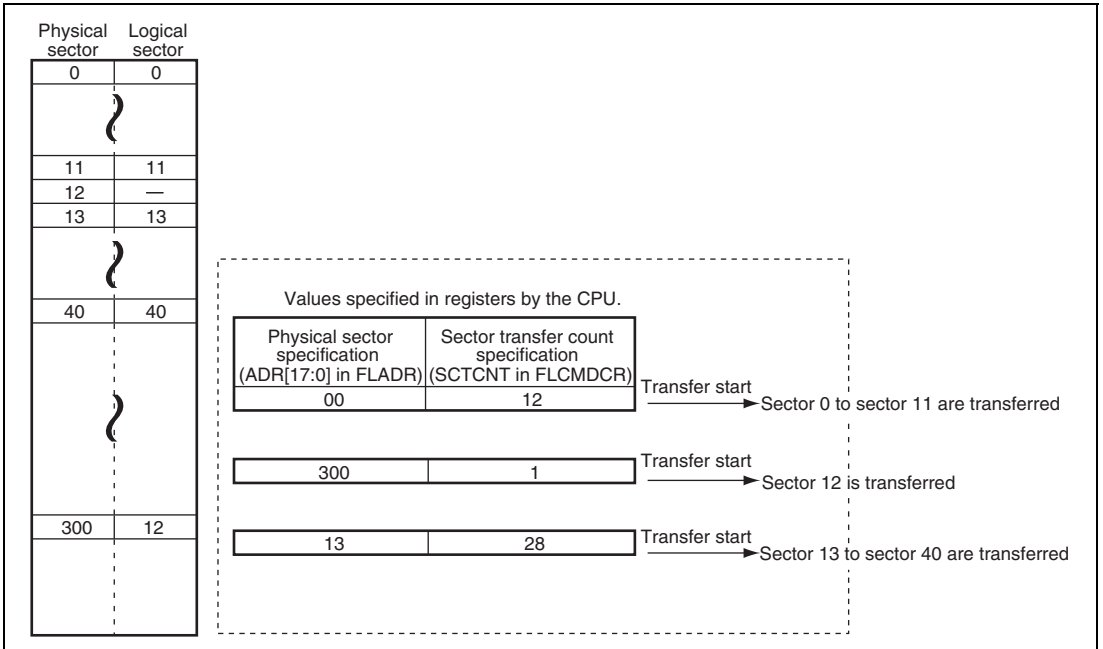 Physical sector
Logical sector
0 0
11 11
12 —
13 13
40 40
300 12
Values specified in registers by the CPU.
Physical sector specification (ADR[17:0] in FLADR)
Sector transfer count specification (SCTCNT in FLCMDCR)
00 12
Transfer start
Sector 0 to sector 11 are transferred
300 1
Transfer start
Sector 12 is transferred
13 28
Transfer start
Sector 13 to sector 40 are transferred